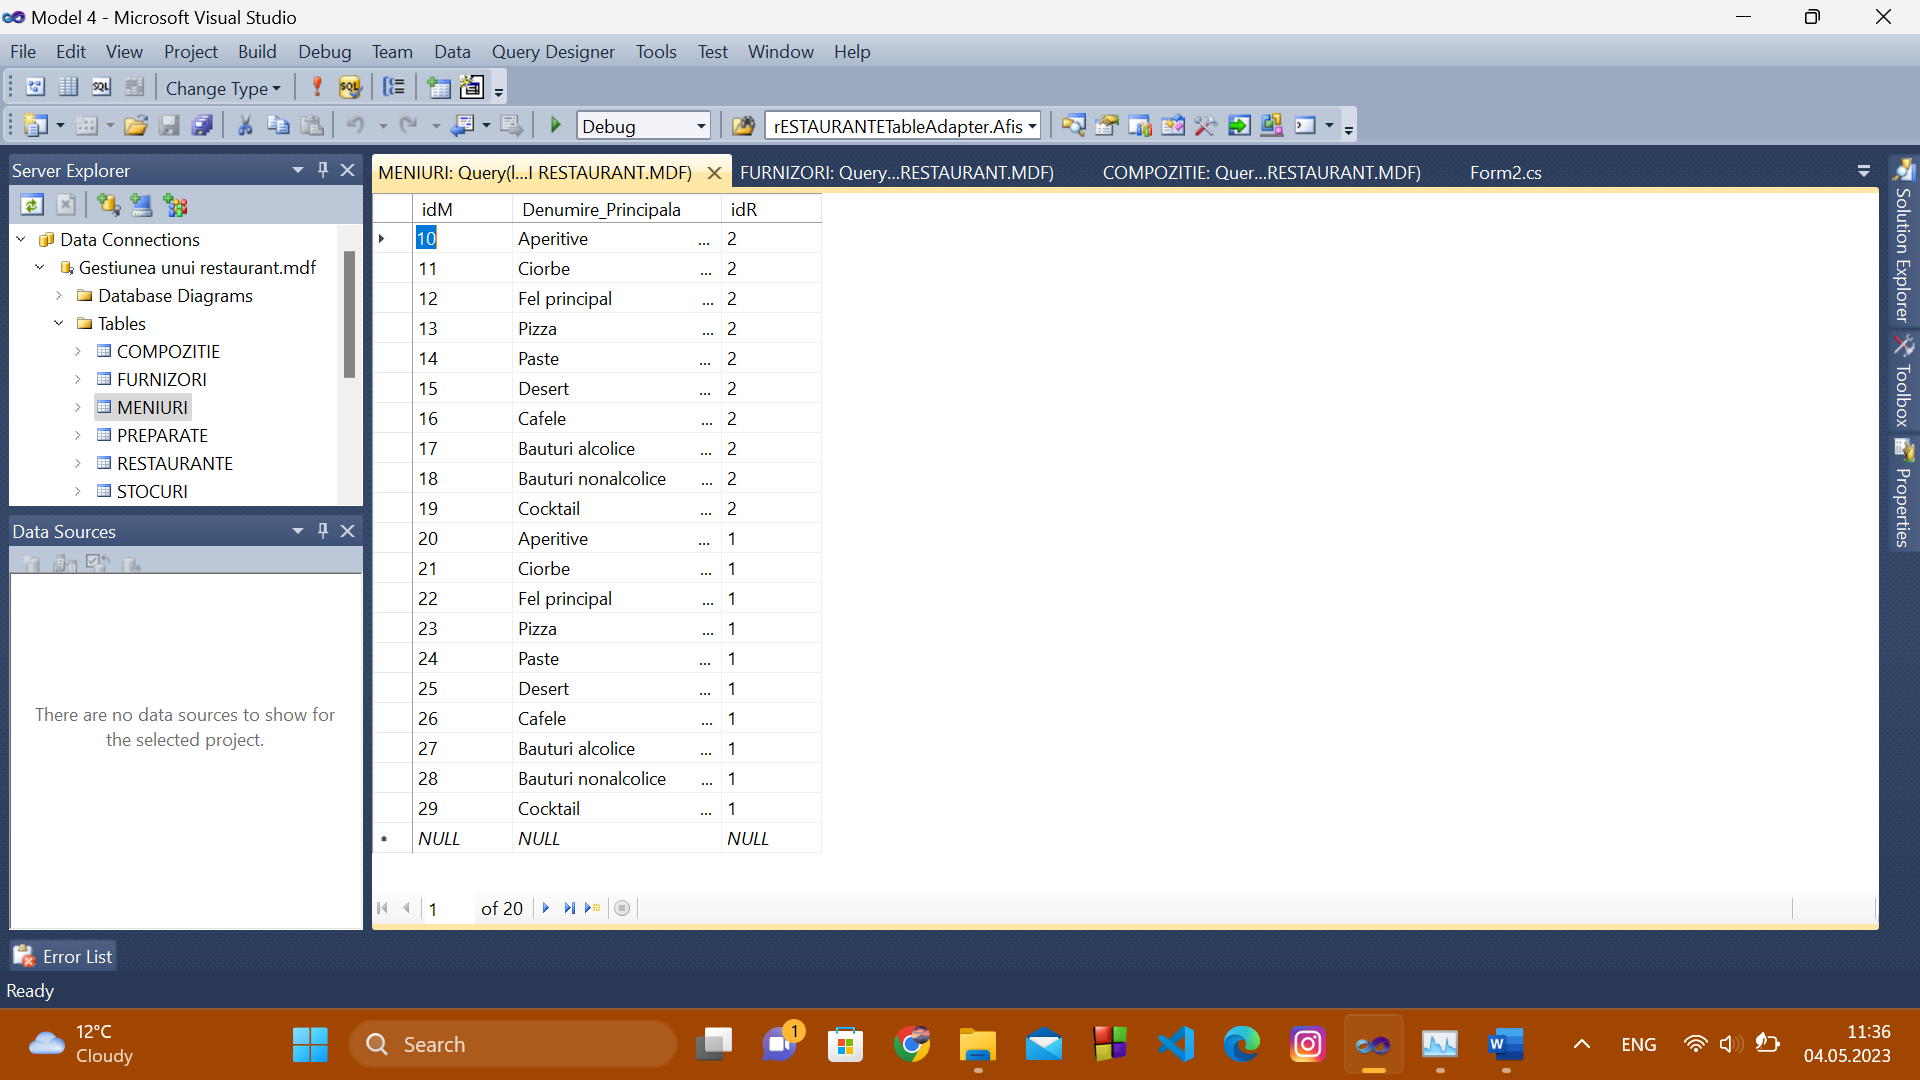 Model 4 - Microsoft Visual Studio
File Edit View Project Build Debug Team Data Query Designer Tools Test Window Help
SQL Change Type SQL
Debug rESTAURANTETableAdapter.Afis
Server Explorer
Data Connections
Gestiunea unui restaurant.mdf
Database Diagrams
Tables
COMPOZITIE
FURNIZORI
MENIURI
PREPARATE
RESTAURANTE
STOCURI
Data Sources
There are no data sources to show for
the selected project.
MENIURI: Query(l...I RESTAURANT.MDF) FURNIZORI: Query...RESTAURANT.MDF) COMPOZITIE: Quer...RESTAURANT.MDF) Form2.cs
idM Denumire_Principala idR
10 Aperitive ... 2
11 Ciorbe ... 2
12 Fel principal ... 2
13 Pizza ... 2
14 Paste ... 2
15 Desert ... 2
16 Cafele ... 2
17 Bauturi alcolice ... 2
18 Bauturi nonalcolice ... 2
19 Cocktail ... 2
20 Aperitive ... 1
21 Ciorbe ... 1
22 Fel principal ... 1
23 Pizza ... 1
24 Paste ... 1
25 Desert ... 1
26 Cafele ... 1
27 Bauturi alcolice ... 1
28 Bauturi nonalcolice ... 1
29 Cocktail ... 1
NULL NULL NULL
1 of 20
Solution Explorer
Toolbox
Properties
Error List
Ready
12°C
Cloudy
Search
1
ENG
11:36
04.05.2023